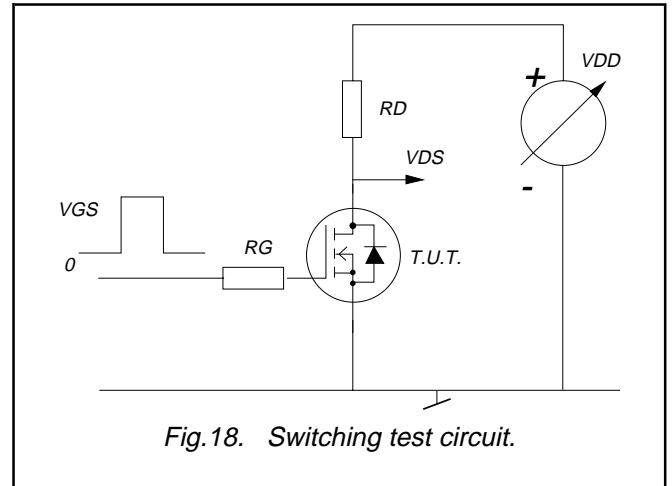 +
VDD
RD
VDS
-
VGS
0
RG
T.U.T.
Fig.18. Switching test circuit.